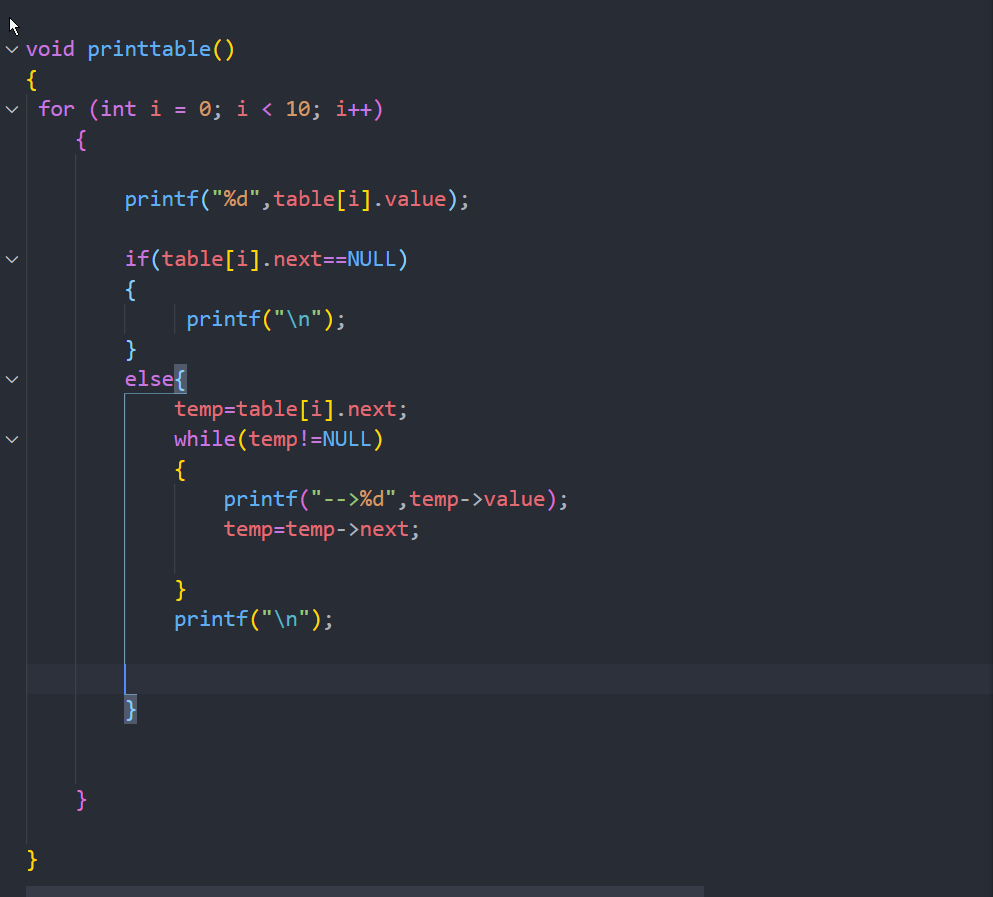 void printtable()
{
for (int i = 0; i < 10; i++)
{
printf("%d",table[i].value);
if(table[i].next==NULL)
{
printf("\n");
}
else{
temp=table[i].next;
while(temp!=NULL)
{
printf("-->%d",temp->value);
temp=temp->next;
}
printf("\n");
}
}
}